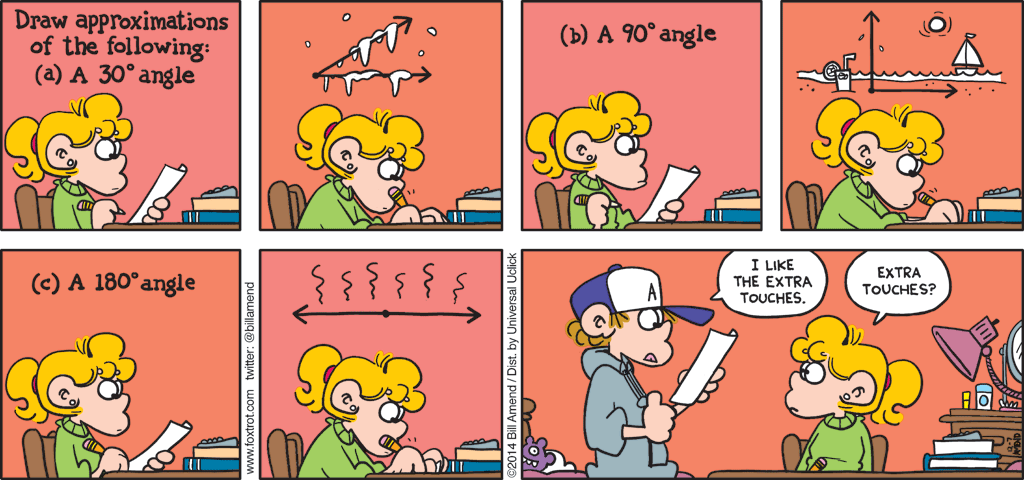 Draw approximations
of the following:
(a) A 30° angle
(b) A 90° angle
(c) A 180° angle
www.foxtrot.com twitter: @billamend
©2014 Bill Amend / Dist. by Universal Uclick
A
I LIKE
THE EXTRA
TOUCHES.
EXTRA
TOUCHES?
AMEND